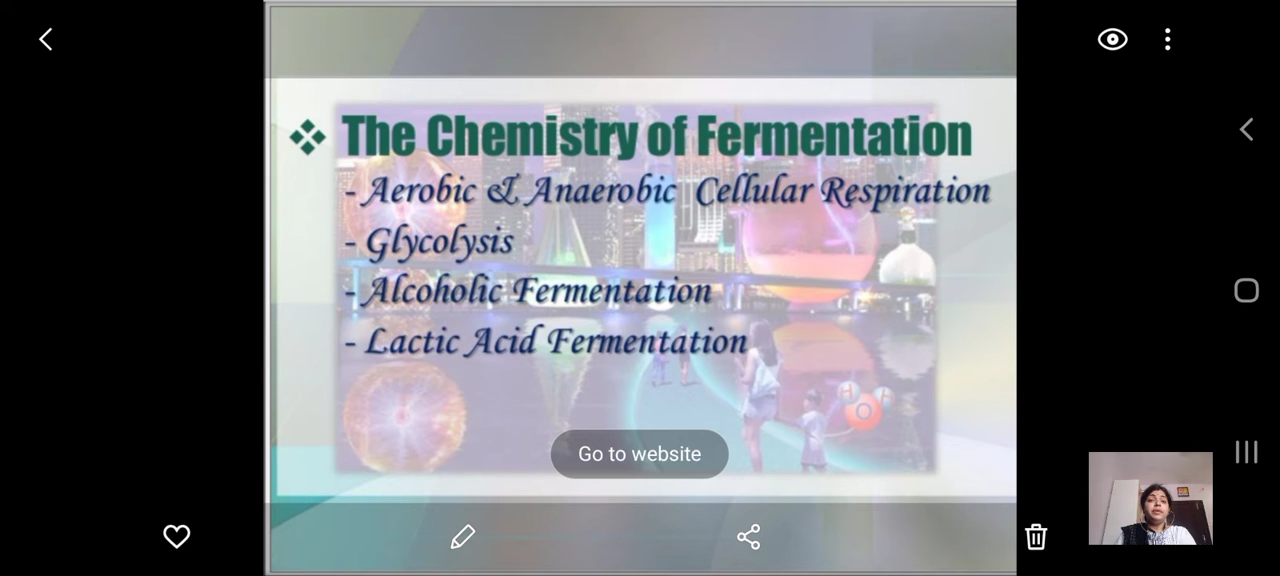 ❖ The Chemistry of Fermentation
- Aerobic & Anaerobic Cellular Respiration
- Glycolysis
- Alcoholic Fermentation
- Lactic Acid Fermentation
H H
O
Go to website